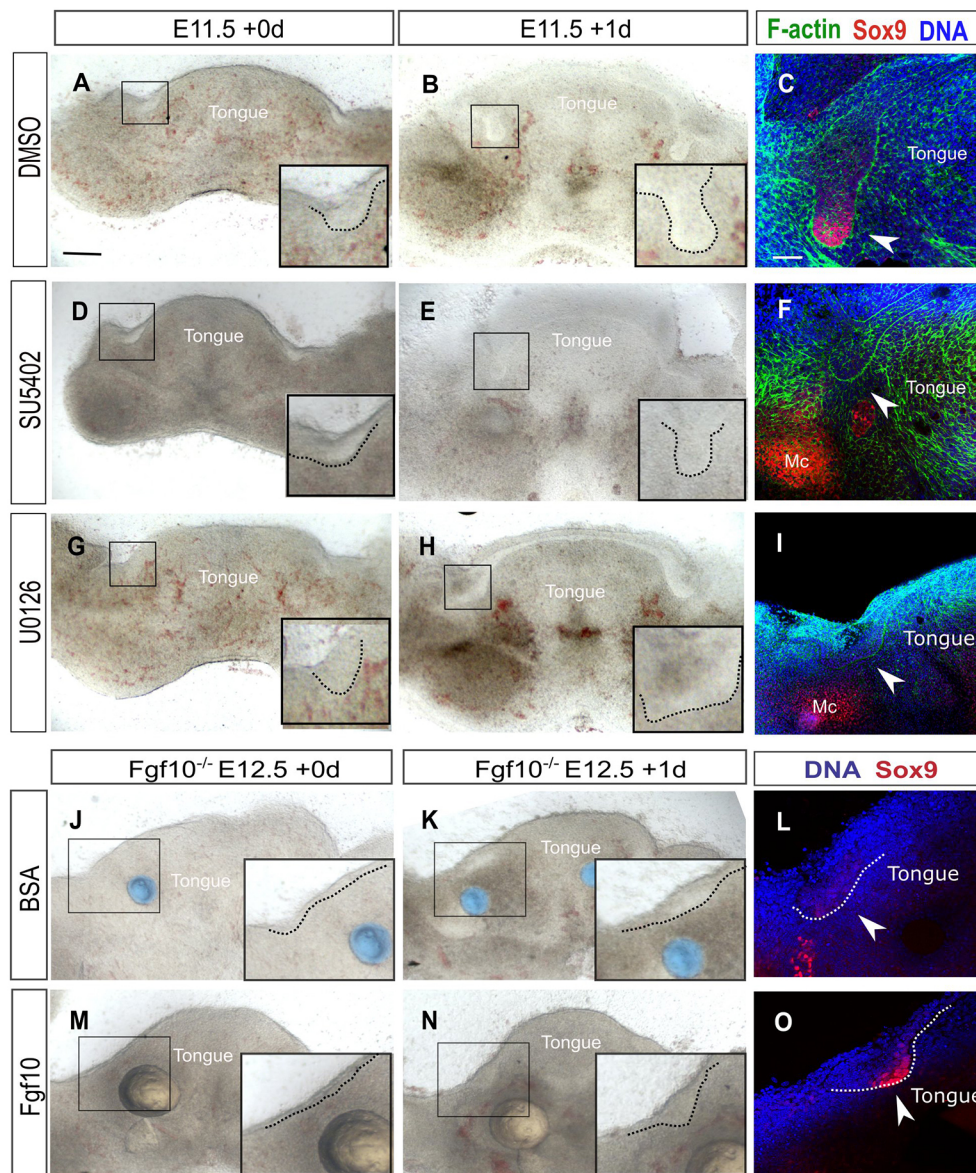 E11.5 +0d
E11.5 +1d
F-actin Sox9 DNA
DMSO
A
Tongue
B
Tongue
C
Tongue
SU5402
D
Tongue
E
Tongue
F
Tongue
Mc
U0126
G
Tongue
H
Tongue
I
Tongue
Mc
Fgf10-/- E12.5 +0d
Fgf10-/- E12.5 +1d
DNA Sox9
BSA
J
Tongue
K
Tongue
L
Tongue
Fgf10
M
Tongue
N
Tongue
O
Tongue